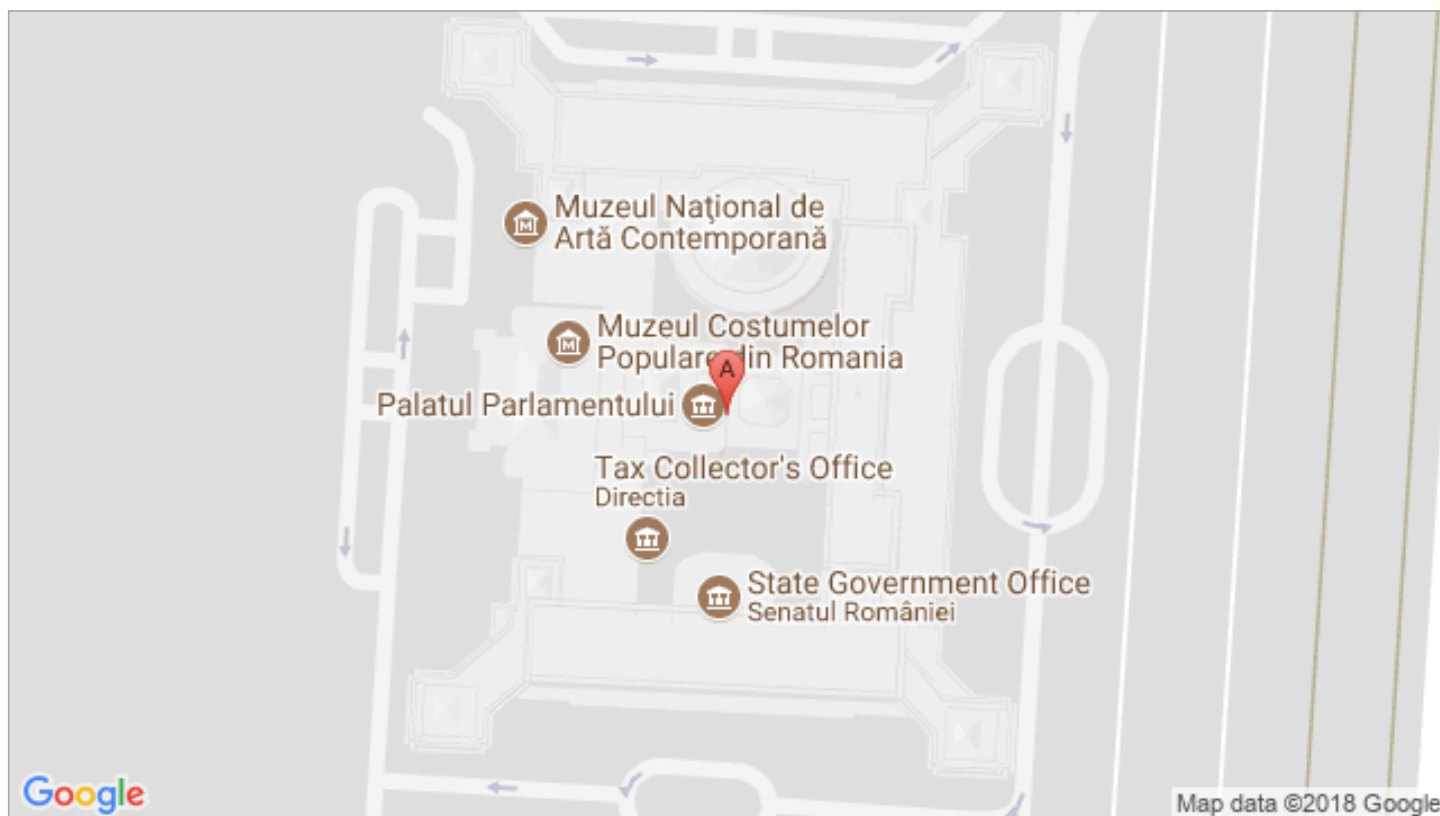 Muzeul Naţional de
Artă Contemporană
Muzeul Costumelor
Populare din Romania
A
Palatul Parlamentului
Tax Collector's Office
Directia
State Government Office
Senatul României
Google
Map data ©2018 Google